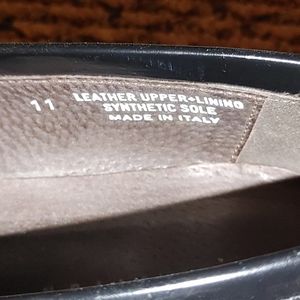 11
LEATHER UPPER+LINING
SYNTHETIC SOLE
MADE IN ITALY